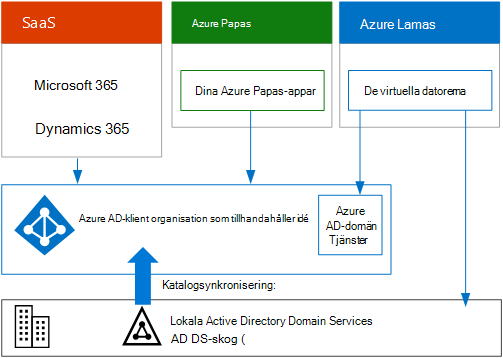 SaaS
Microsoft 365
Dynamics 365
Azure Papas
Dina Azure Papas-appar
Azure Lamas
De virtuella datorema
Azure AD-klient organisation som tillhandahåller idé
Azure
AD-domän
Tjänster
Katalogsynkronisering:
Lokala Active Directory Domain Services
AD DS-skog (